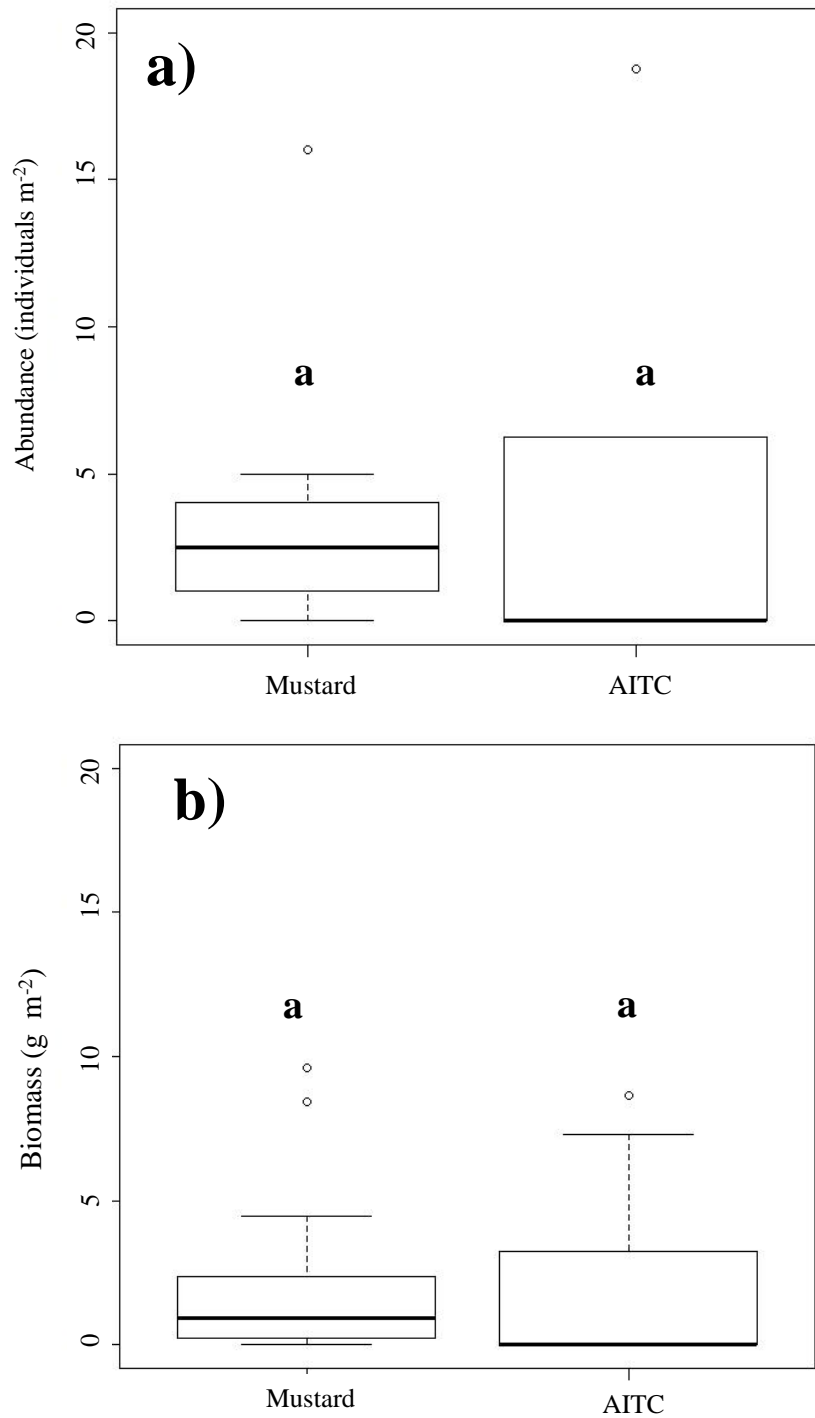 a)
Abundance (individuals m-2)
20
15
10
5
0
a
a
Mustard
AITC
b)
Biomass (g m-2)
20
15
10
5
0
a
a
Mustard
AITC